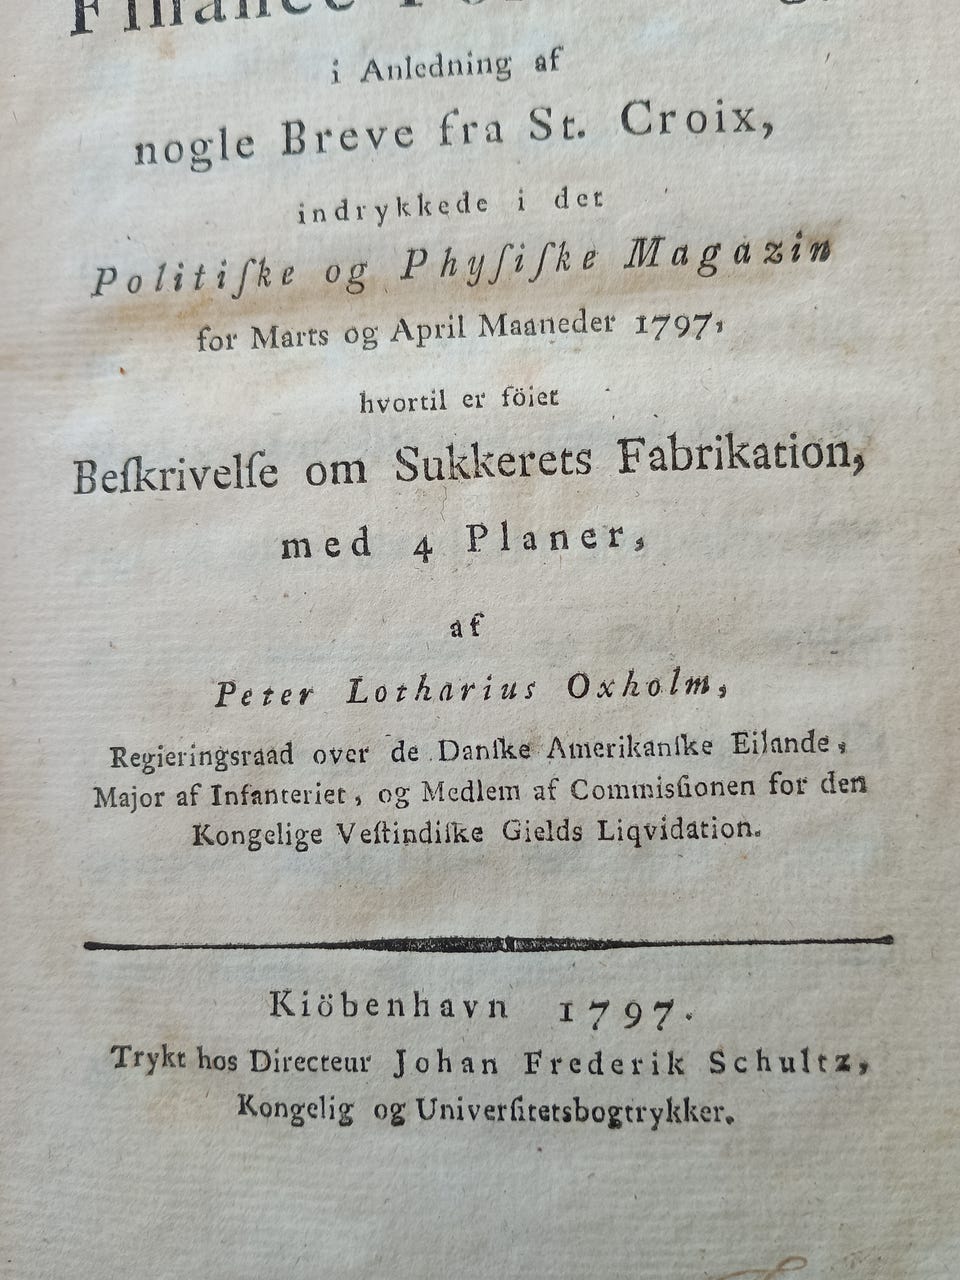 i Anledning af
nogle Breve fra St. Croix,
indrykkede i det
Politiſke og Phyſiſke Magazin
for Marts og April Maaneder 1797,
hvortil er föiet
Beſkrivelſe om Sukkerets Fabrikation,
med 4 Planer,
af
Peter Lotharius Oxholm,
Regieringsraad over de Danſke Amerikanſke Eilande,
Major af Infanteriet, og Medlem af Commisſionen for den
Kongelige Veſtindiſke Gields Liqvidation.
Kiöbenhavn 1797.
Trykt hos Directeur Johan Frederik Schultz,
Kongelig og Univerſitetsbogtrykker.